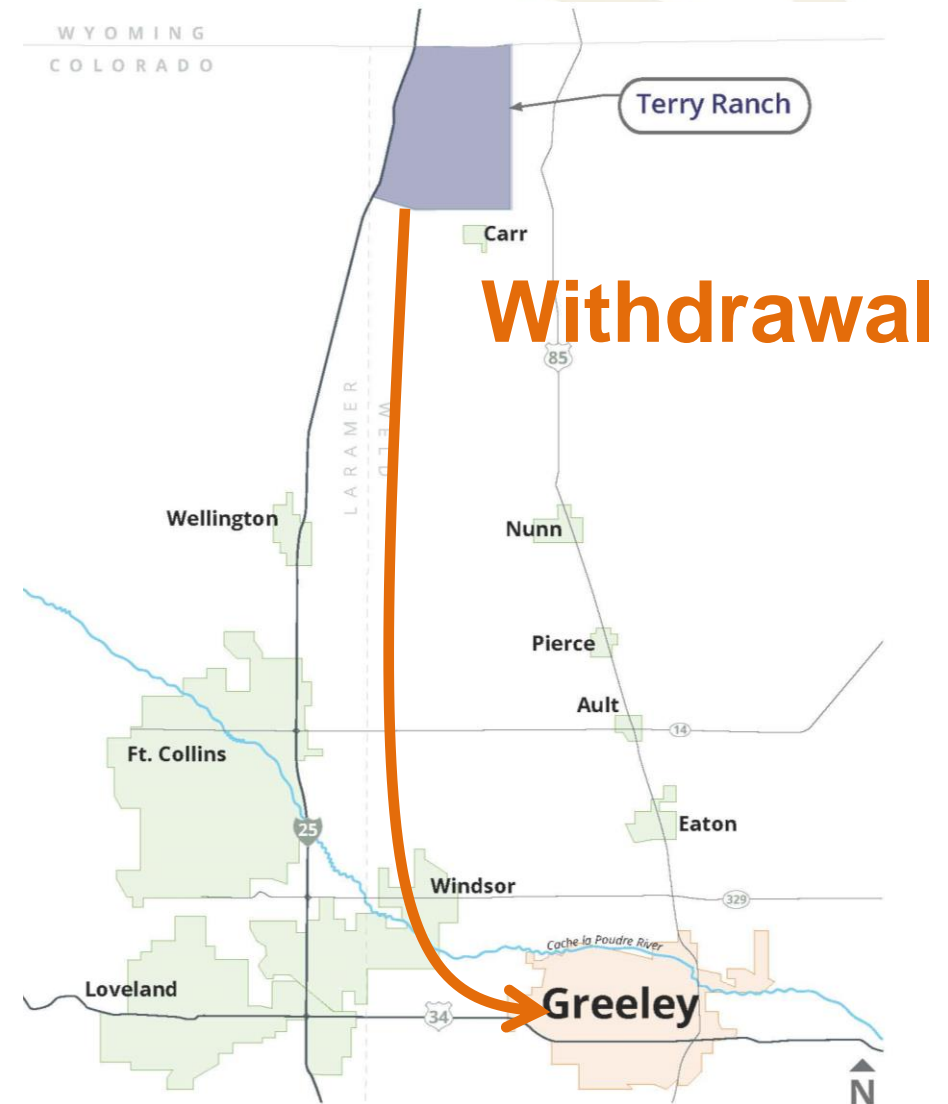 WYOMING
COLORADO
Terry Ranch
Carr
Withdrawal
85
LARAMER
WELD
Wellington
Nunn
Pierce
Ault
14
Ft. Collins
25
Eaton
Windsor
329
Cache la Poudre River
Loveland
34
Greeley
N